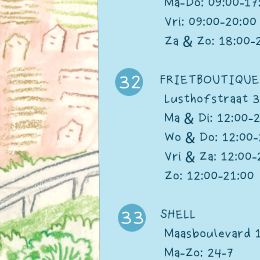 Ma-Do: 09:00-17:
Vri: 09:00-20:00
Za & Zo: 18:00-2
32 FRIETBOUTIQUE
Lusthofstraat 3
Ma & Di: 12:00-2
Wo & Do: 12:00-
Vri & Za: 12:00-2
Zo: 12:00-21:00
33 SHELL
Maasboulevard 1
Ma-Zo: 24-7